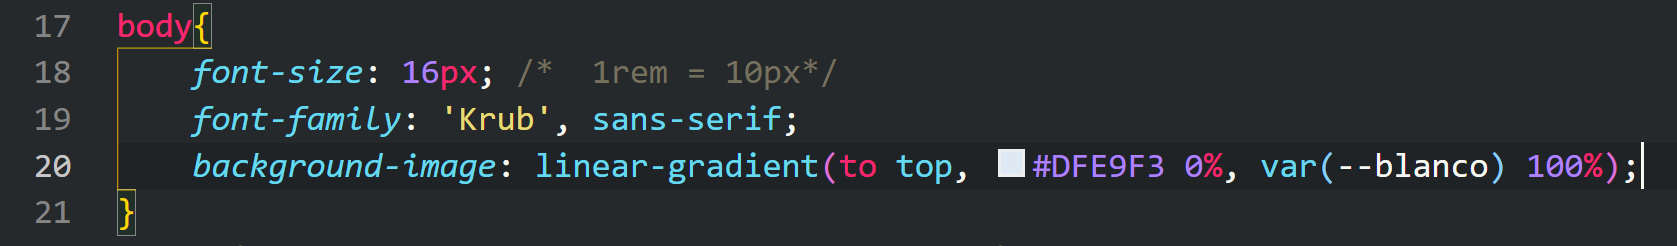 17 body{
18 font-size: 16px; /*  1rem = 10px*/
19 font-family: 'Krub', sans-serif;
20 background-image: linear-gradient(to top, #DFE9F3 0%, var(--blanco) 100%);
21 }